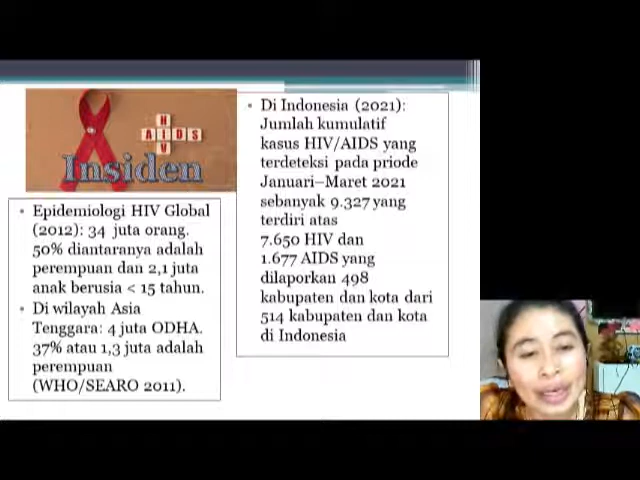 H
AIDS
V
Insiden
• Epidemiologi HIV Global
(2012): 34 juta orang.
50% diantaranya adalah
perempuan dan 2,1 juta
anak berusia < 15 tahun.
• Di wilayah Asia
Tenggara: 4 juta ODHA.
37% atau 1,3 juta adalah
perempuan
(WHO/SEARO 2011).
• Di Indonesia (2021):
Jumlah kumulatif
kasus HIV/AIDS yang
terdeteksi pada priode
Januari–Maret 2021
sebanyak 9.327 yang
terdiri atas
7.650 HIV dan
1.677 AIDS yang
dilaporkan 498
kabupaten dan kota dari
514 kabupaten dan kota
di Indonesia